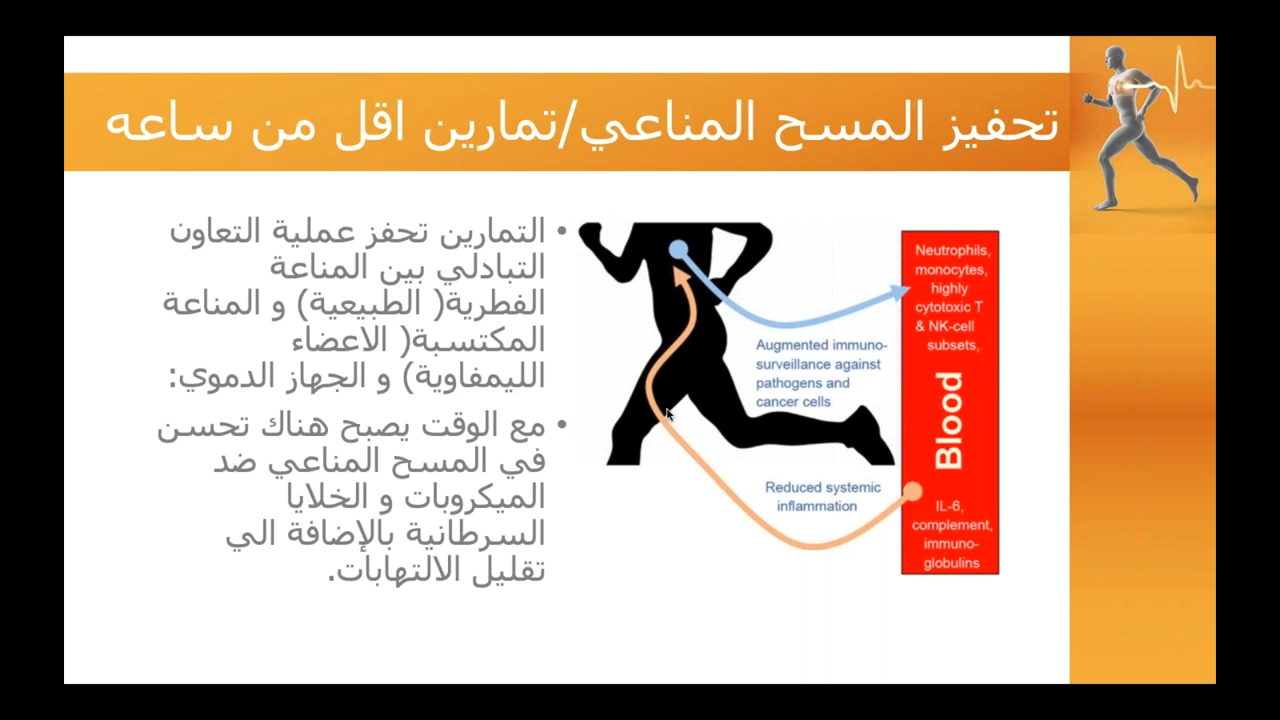 تحفيز المسح المناعي/تمارين اقل من ساعه
• التمارين تحفز عملية التعاون
التبادلي بين المناعة
الفطرية( الطبيعية) و المناعة
المكتسبة( الاعضاء
الليمفاوية) و الجهاز الدموي:
• مع الوقت يصبح هناك تحسن
في المسح المناعي ضد
الميكروبات و الخلايا
السرطانية بالإضافة الي
تقليل الالتهابات.
Augmented immuno-
surveillance against
pathogens and
cancer cells
Reduced systemic
inflammation
Neutrophils,
monocytes,
highly
cytotoxic T
& NK-cell
subsets,
Blood
IL-6,
complement,
immuno-
globulins